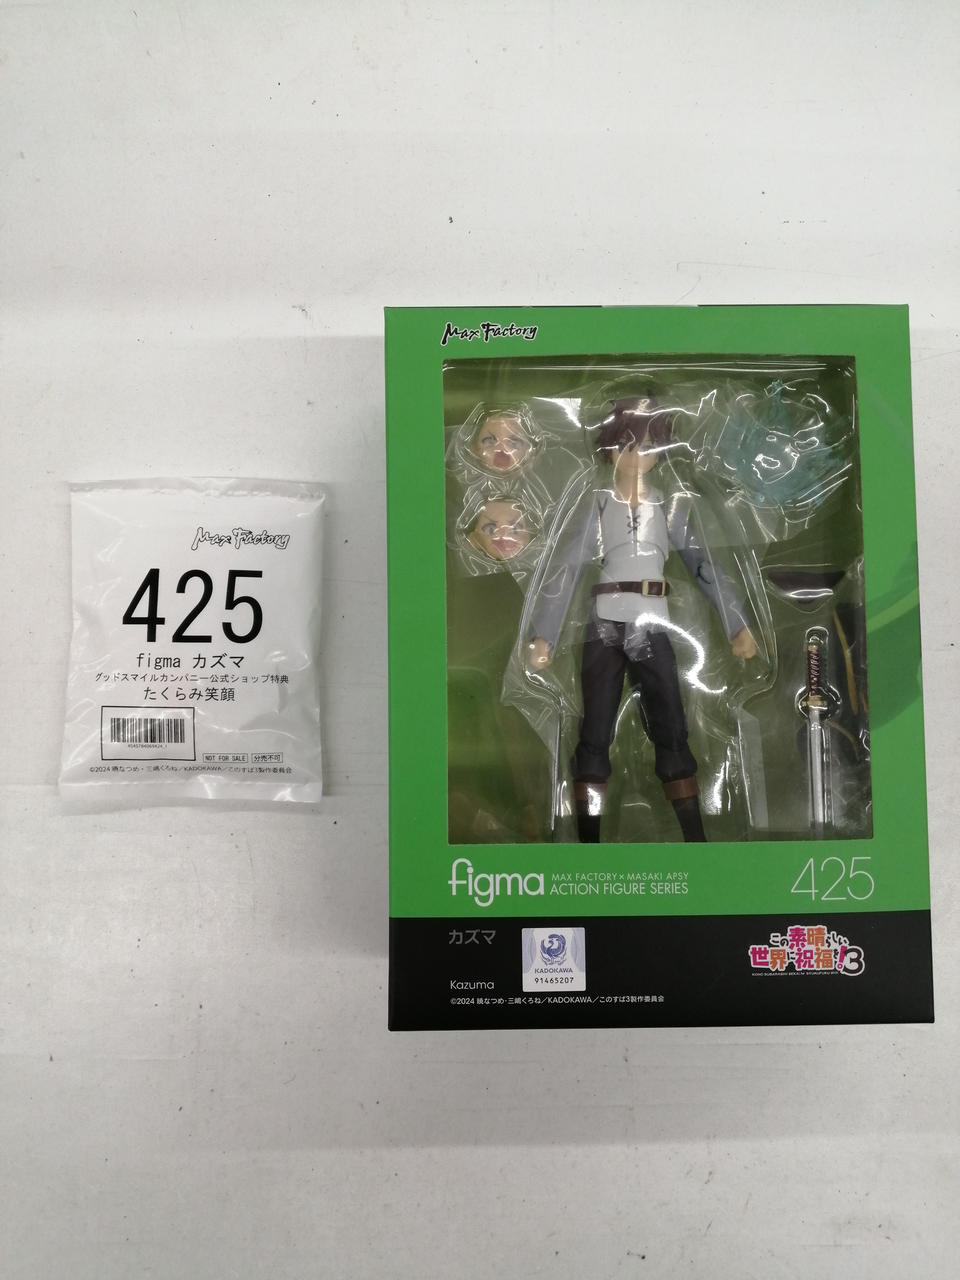 Max Factory
425
figma カズマ
グッドスマイルカンパニー公式ショップ特典
たくらみ笑顔
NOT FOR SALE
分売不可
©2024 暁なつめ・三嶋くろね/KADOKAWA/このすば3製作委員会
Max Factory
figma
MAX FACTORY×MASAKI APSY
ACTION FIGURE SERIES
425
カズマ
KADOKAWA
91465207
この素晴らしい
世界に祝福を!3
Kazuma
©2024 暁なつめ・三嶋くろね/KADOKAWA/このすば3製作委員会